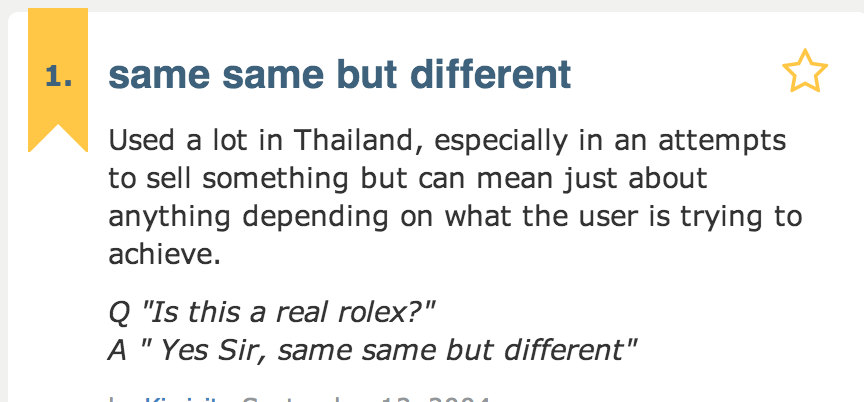 1. same same but different
Used a lot in Thailand, especially in an attempts
to sell something but can mean just about
anything depending on what the user is trying to
achieve.
Q "Is this a real rolex?"
A " Yes Sir, same same but different"